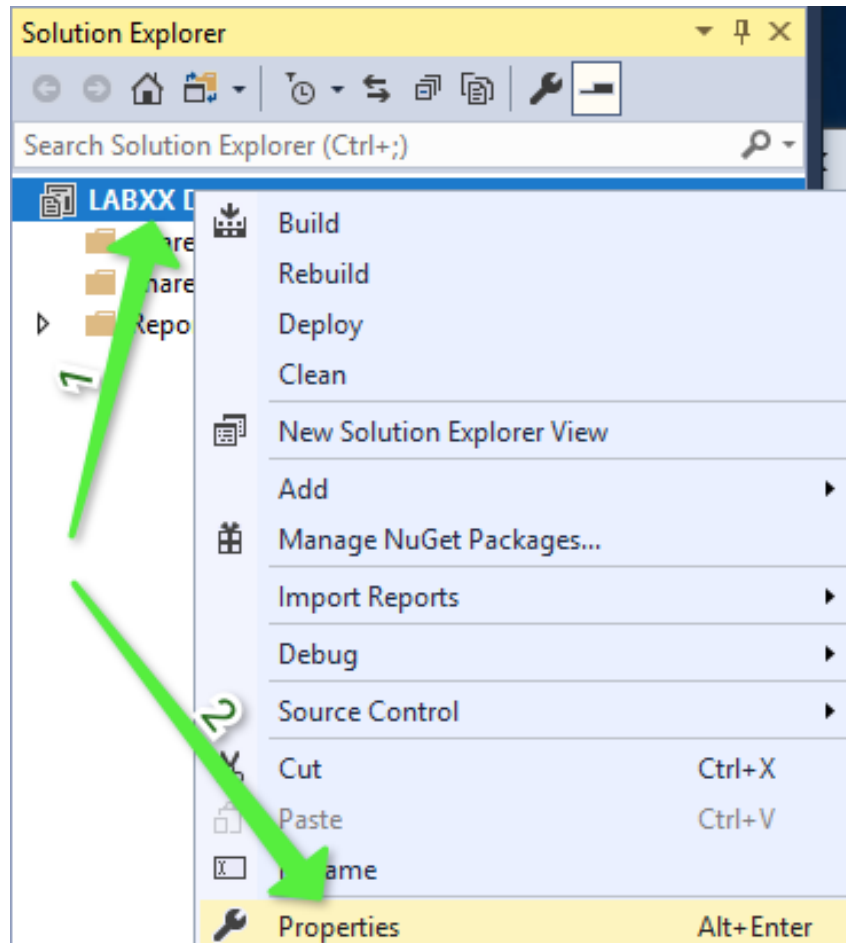 Solution Explorer
Search Solution Explorer (Ctrl+;)
LABXX D
Build
Rebuild
Deploy
Clean
New Solution Explorer View
Add
Manage NuGet Packages...
Import Reports
Debug
Source Control
Cut Ctrl+X
Paste Ctrl+V
Properties Alt+Enter
1
2